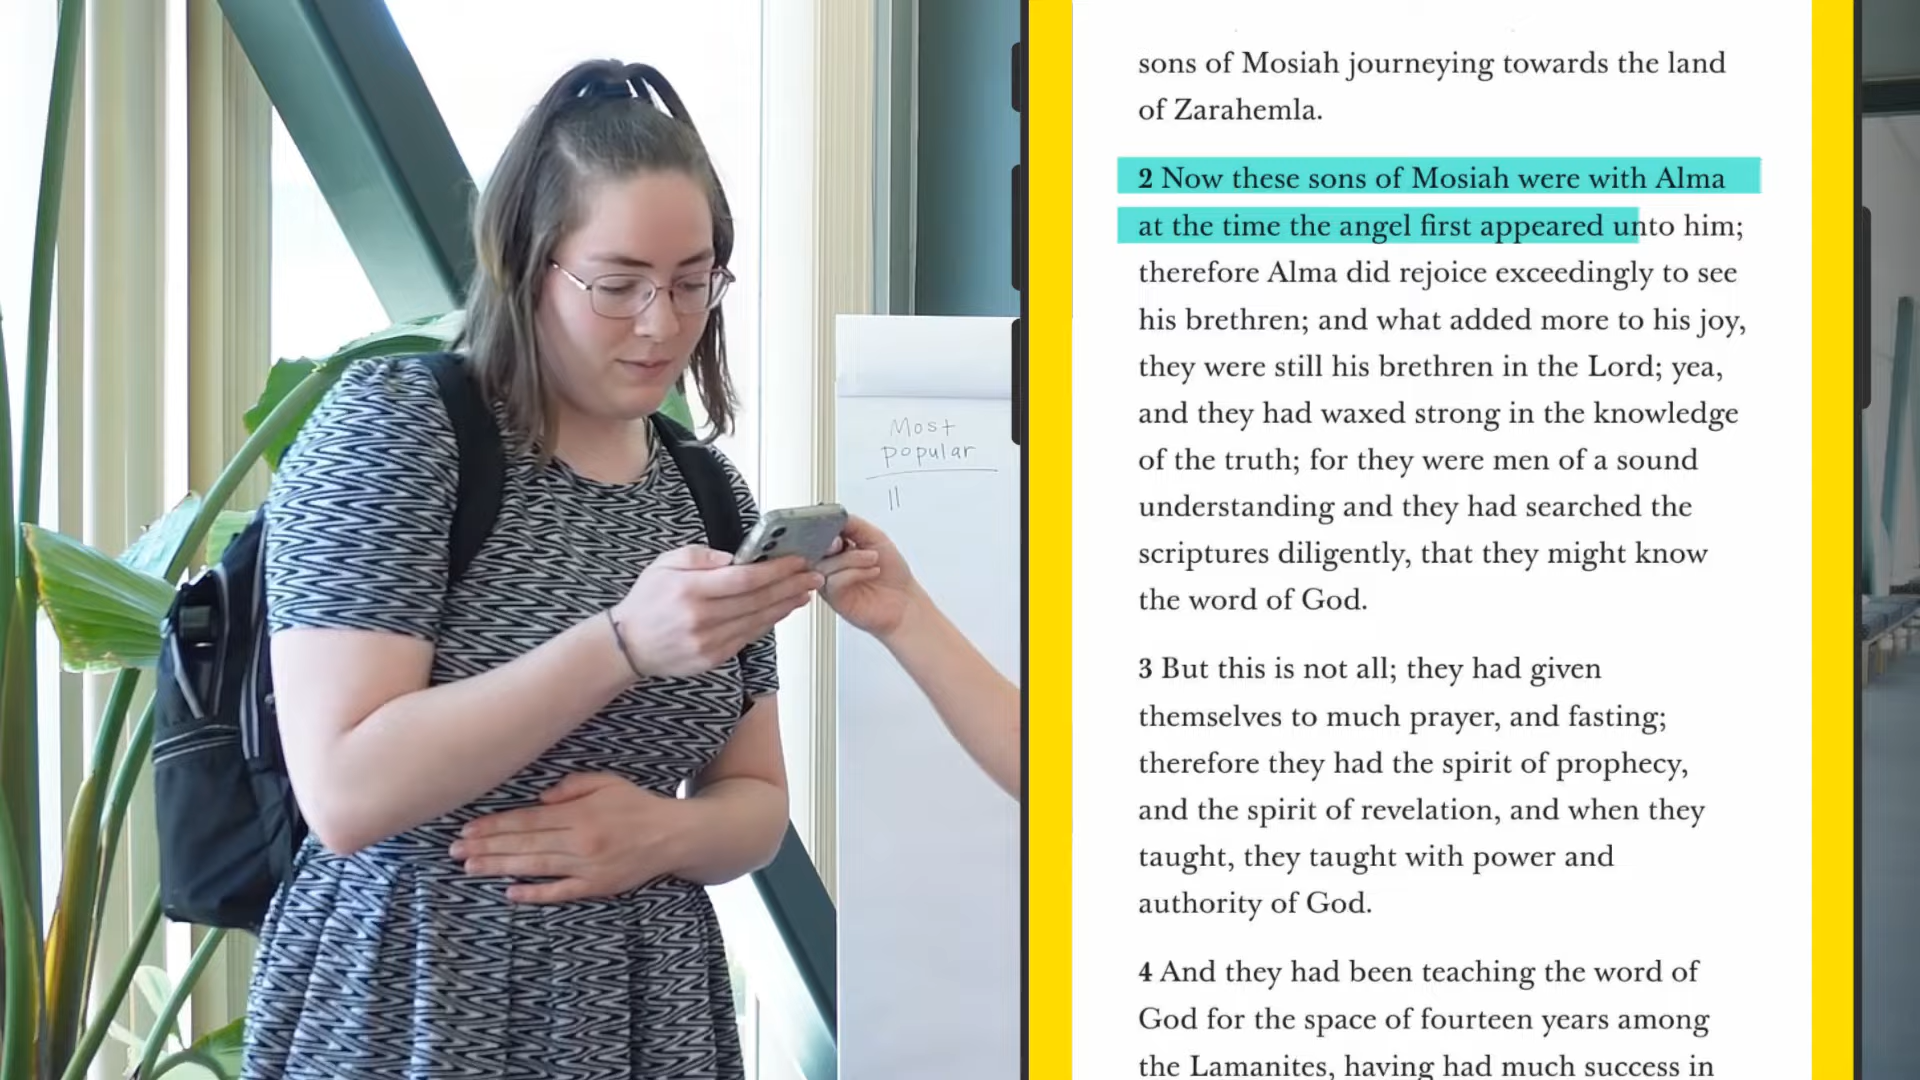 Most
popular
sons of Mosiah journeying towards the land
of Zarahemla.
2 Now these sons of Mosiah were with Alma
at the time the angel first appeared unto him;
therefore Alma did rejoice exceedingly to see
his brethren; and what added more to his joy,
they were still his brethren in the Lord; yea,
and they had waxed strong in the knowledge
of the truth; for they were men of a sound
understanding and they had searched the
scriptures diligently, that they might know
the word of God.
3 But this is not all; they had given
themselves to much prayer, and fasting;
therefore they had the spirit of prophecy,
and the spirit of revelation, and when they
taught, they taught with power and
authority of God.
4 And they had been teaching the word of
God for the space of fourteen years among
the Lamanites, having had much success in